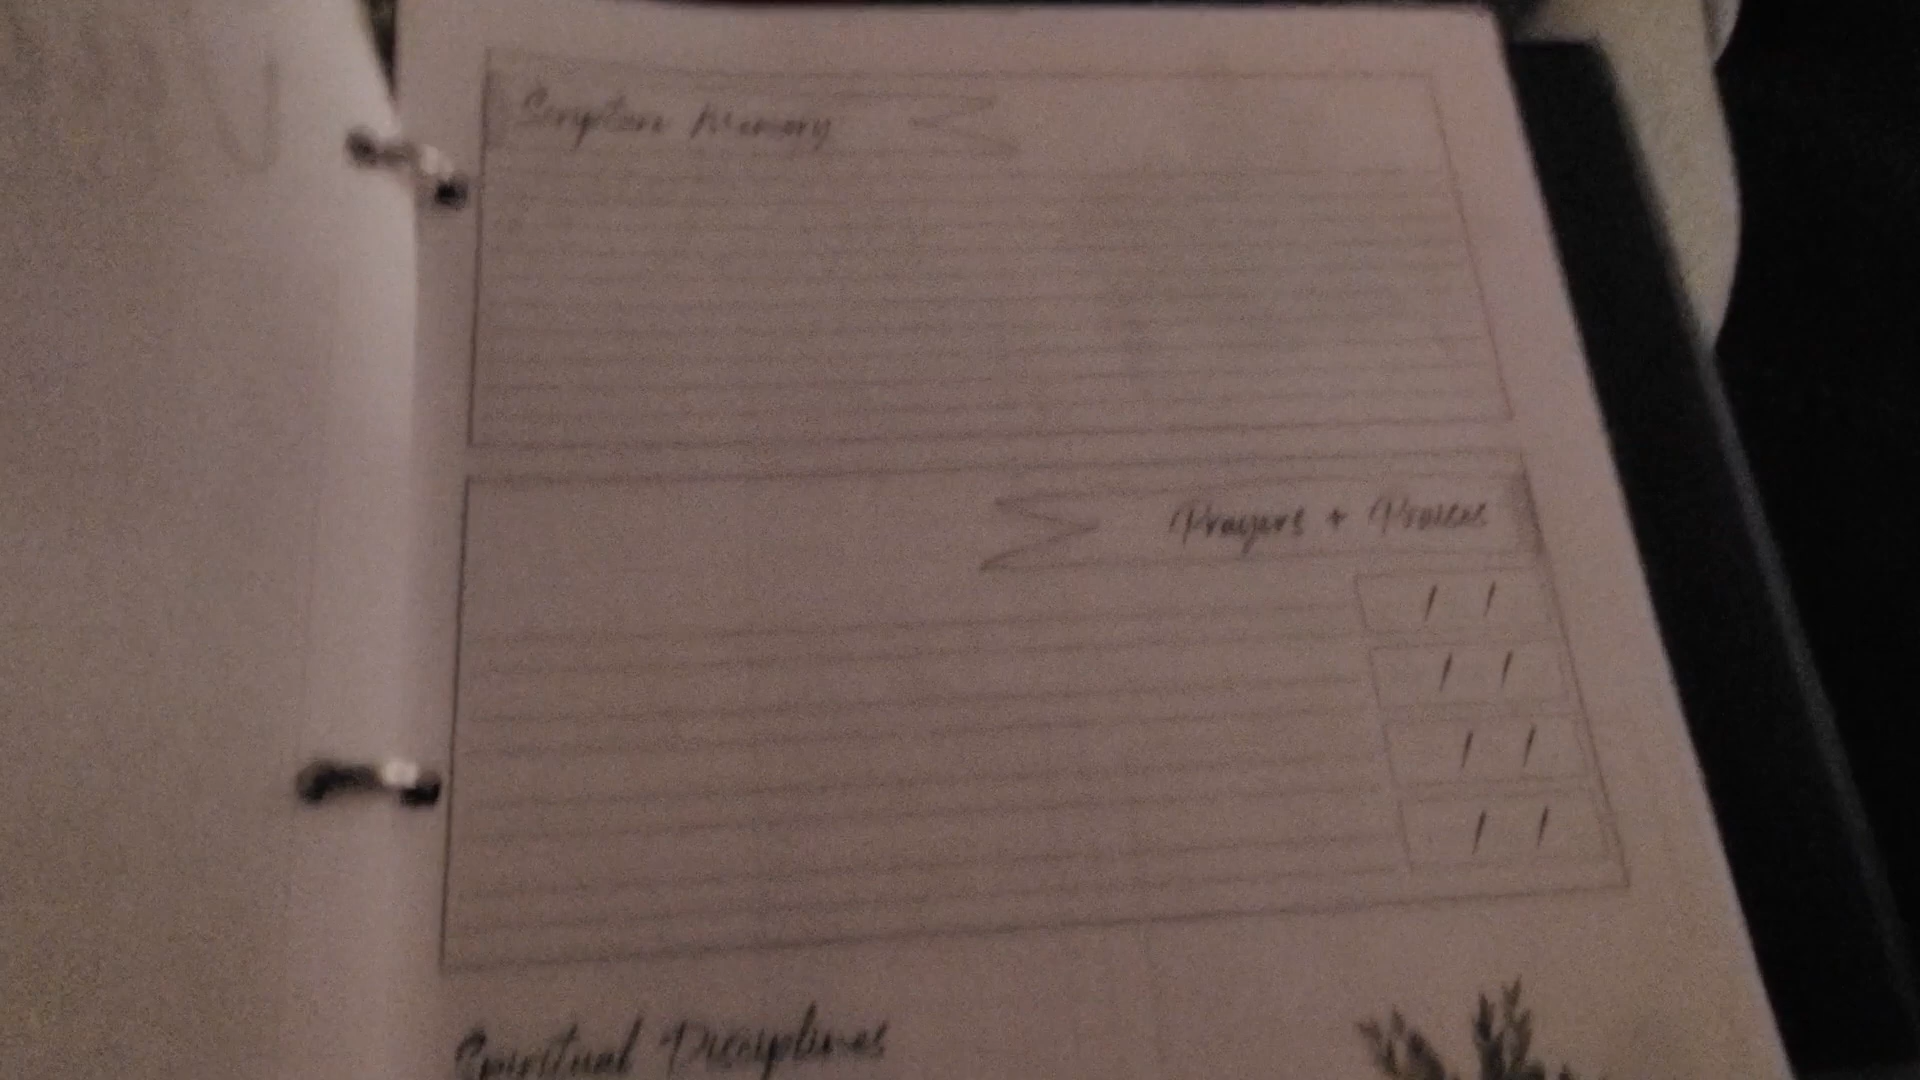 Scripture Memory
Prayers + Praises
/ /
/ /
/ /
/ /
Spiritual Disciplines